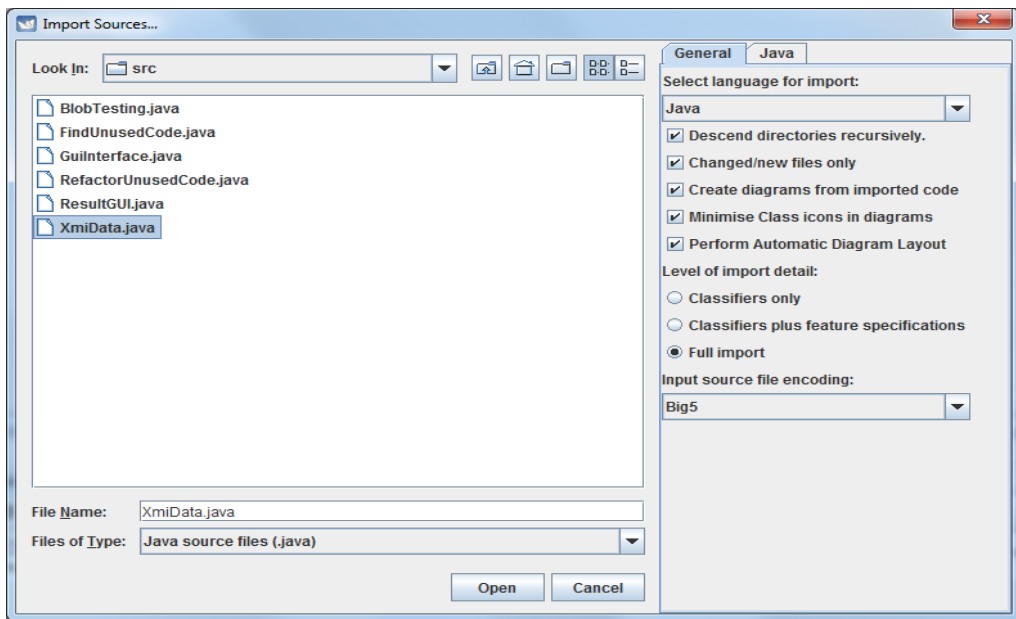 Import Sources...
Look In: src
BlobTesting.java
FindUnusedCode.java
GuiInterface.java
RefactorUnusedCode.java
ResultGUI.java
XmiData.java
File Name: XmiData.java
Files of Type: Java source files (.java)
Open Cancel
General Java
Select language for import:
Java
Descend directories recursively.
Changed/new files only
Create diagrams from imported code
Minimise Class icons in diagrams
Perform Automatic Diagram Layout
Level of import detail:
Classifiers only
Classifiers plus feature specifications
Full import
Input source file encoding:
Big5